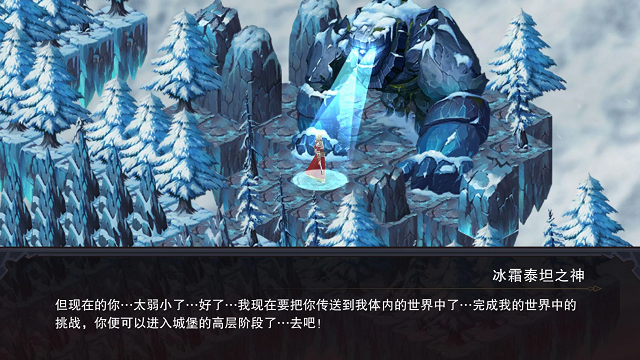 冰霜泰坦之神
但现在的你…太弱小了…好了…我现在要把你传送到我体内的世界中了…完成我的世界中的
挑战，你便可以进入城堡的高层阶段了…去吧！